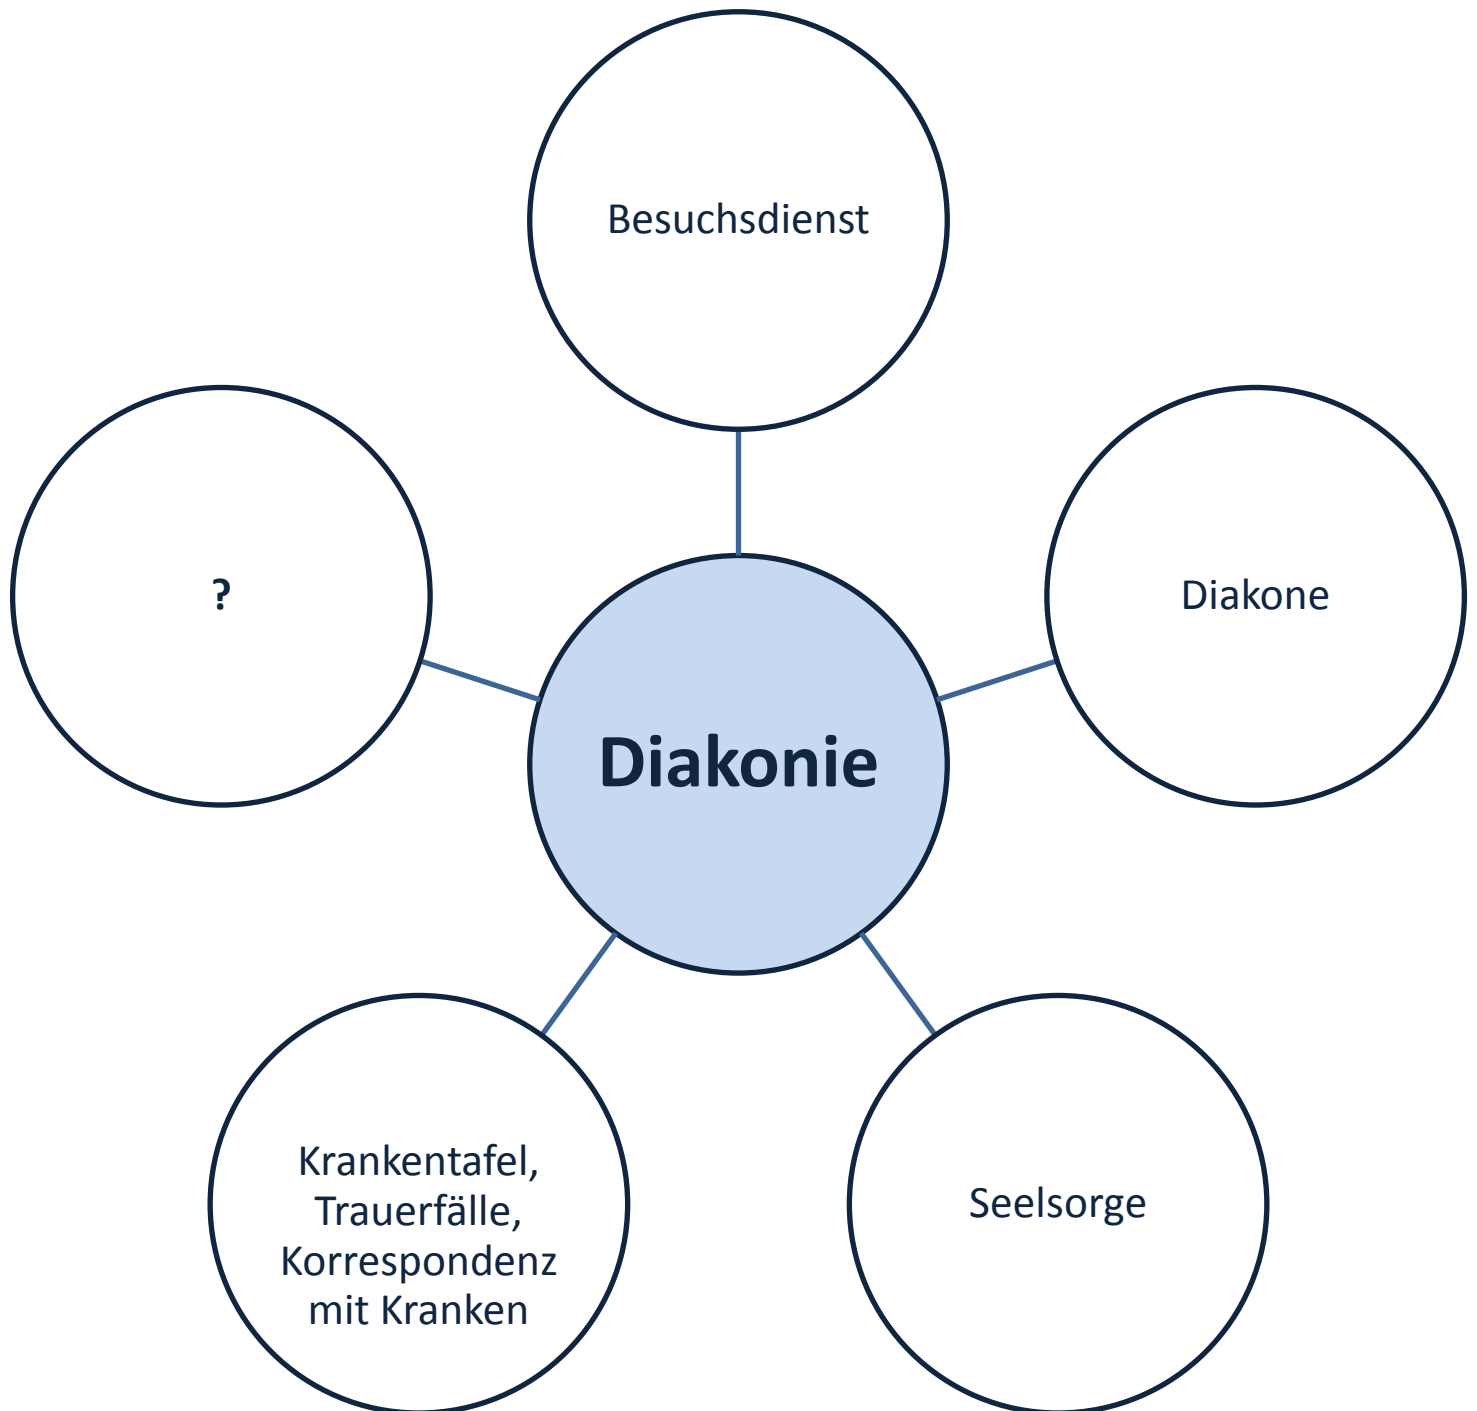 Besuchsdienst
?
Diakone
Diakonie
Krankentafel,
Trauerfälle,
Korrespondenz
mit Kranken
Seelsorge